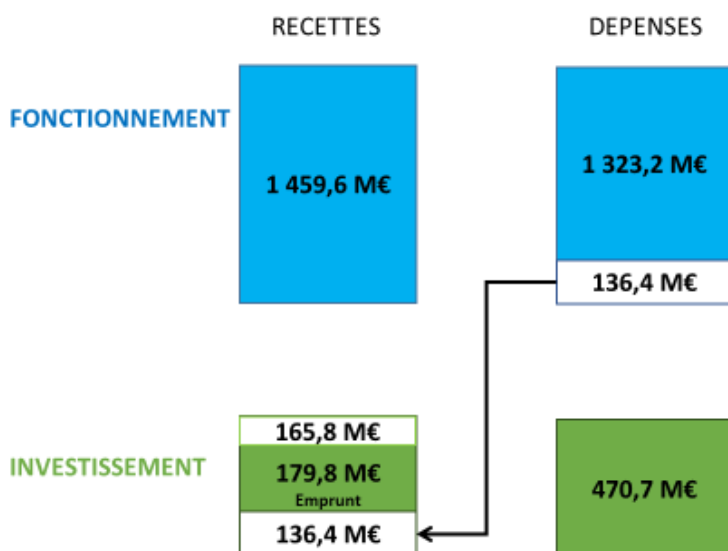 RECETTES
DEPENSES
FONCTIONNEMENT
1 459,6 M€
1 323,2 M€
136,4 M€
INVESTISSEMENT
165,8 M€
179,8 M€
Emprunt
136,4 M€
470,7 M€